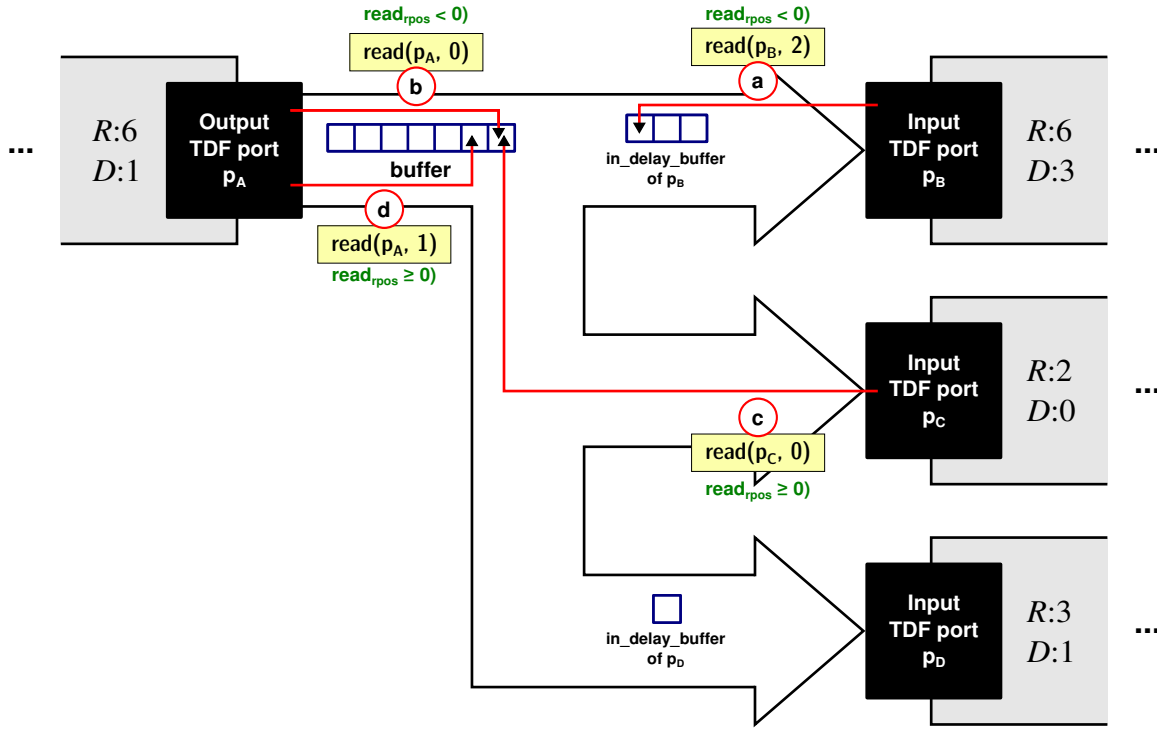 read_rpos < 0)
read_rpos < 0)
read(p_A, 0)
read(p_B, 2)
b
a
...
R:6
D:1
Output
TDF port
p_A
buffer
in_delay_buffer
of p_B
Input
TDF port
p_B
R:6
D:3
...
d
read(p_A, 1)
read_rpos ≥ 0)
Input
TDF port
p_C
R:2
D:0
...
c
read(p_C, 0)
read_rpos ≥ 0)
in_delay_buffer
of p_D
Input
TDF port
p_D
R:3
D:1
...